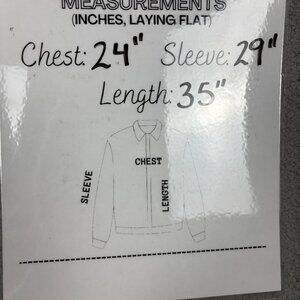 MEASUREMENTS
(INCHES, LAYING FLAT)
Chest: 24" Sleeve: 29"
Length: 35"
CHEST
SLEEVE
LENGTH